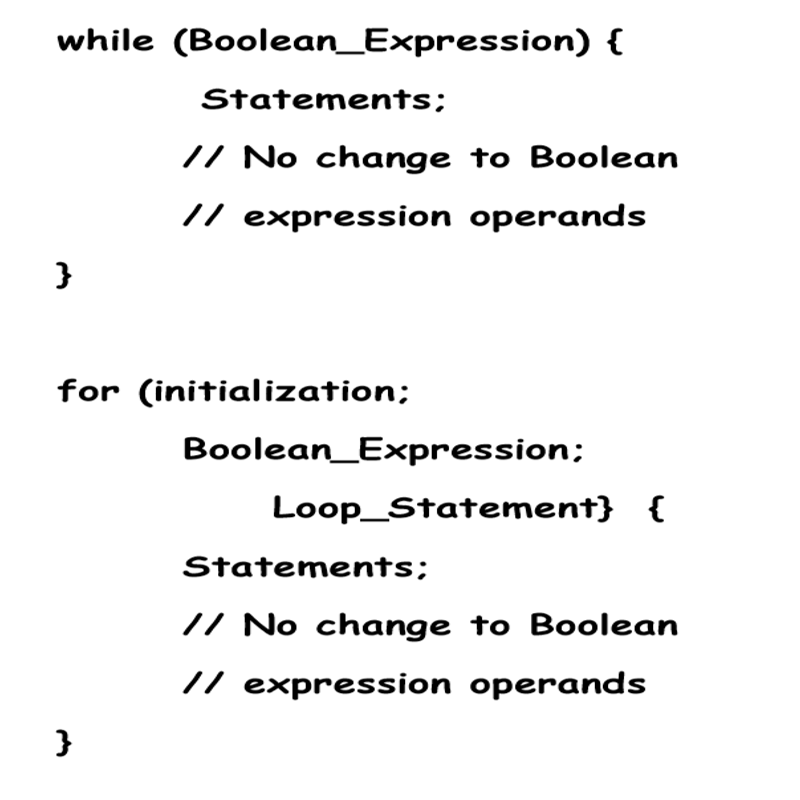 while (Boolean_Expression) {
Statements;
// No change to Boolean
// expression operands
}
for (initialization;
Boolean_Expression;
Loop_Statement} {
Statements;
// No change to Boolean
// expression operands
}